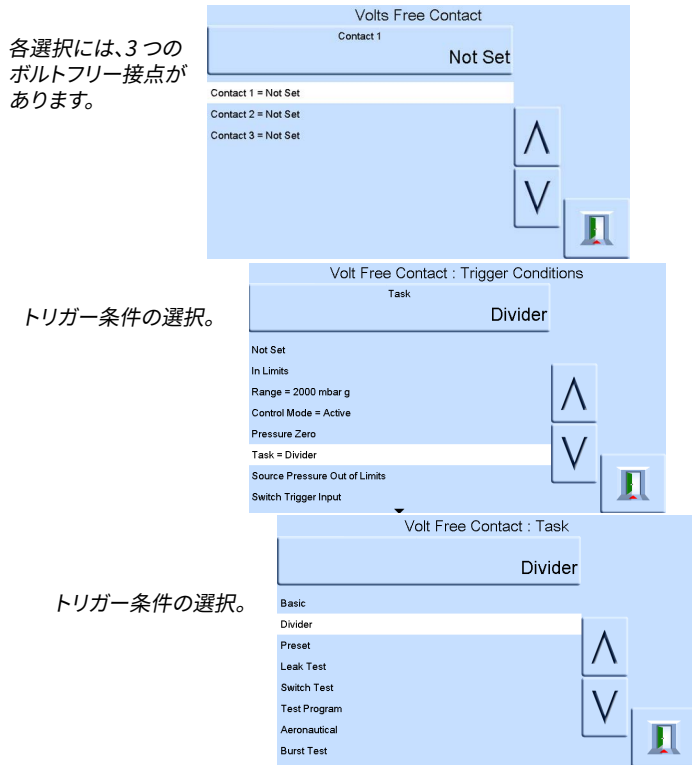 各選択には、3 つの
ボルトフリー接点が
あります。
Volts Free Contact
Contact 1
Not Set
Contact 1 = Not Set
Contact 2 = Not Set
Contact 3 = Not Set
トリガー条件の選択。
Volt Free Contact : Trigger Conditions
Task
Divider
Not Set
In Limits
Range = 2000 mbar g
Control Mode = Active
Pressure Zero
Task = Divider
Source Pressure Out of Limits
Switch Trigger Input
トリガー条件の選択。
Volt Free Contact : Task
Divider
Basic
Divider
Preset
Leak Test
Switch Test
Test Program
Aeronautical
Burst Test